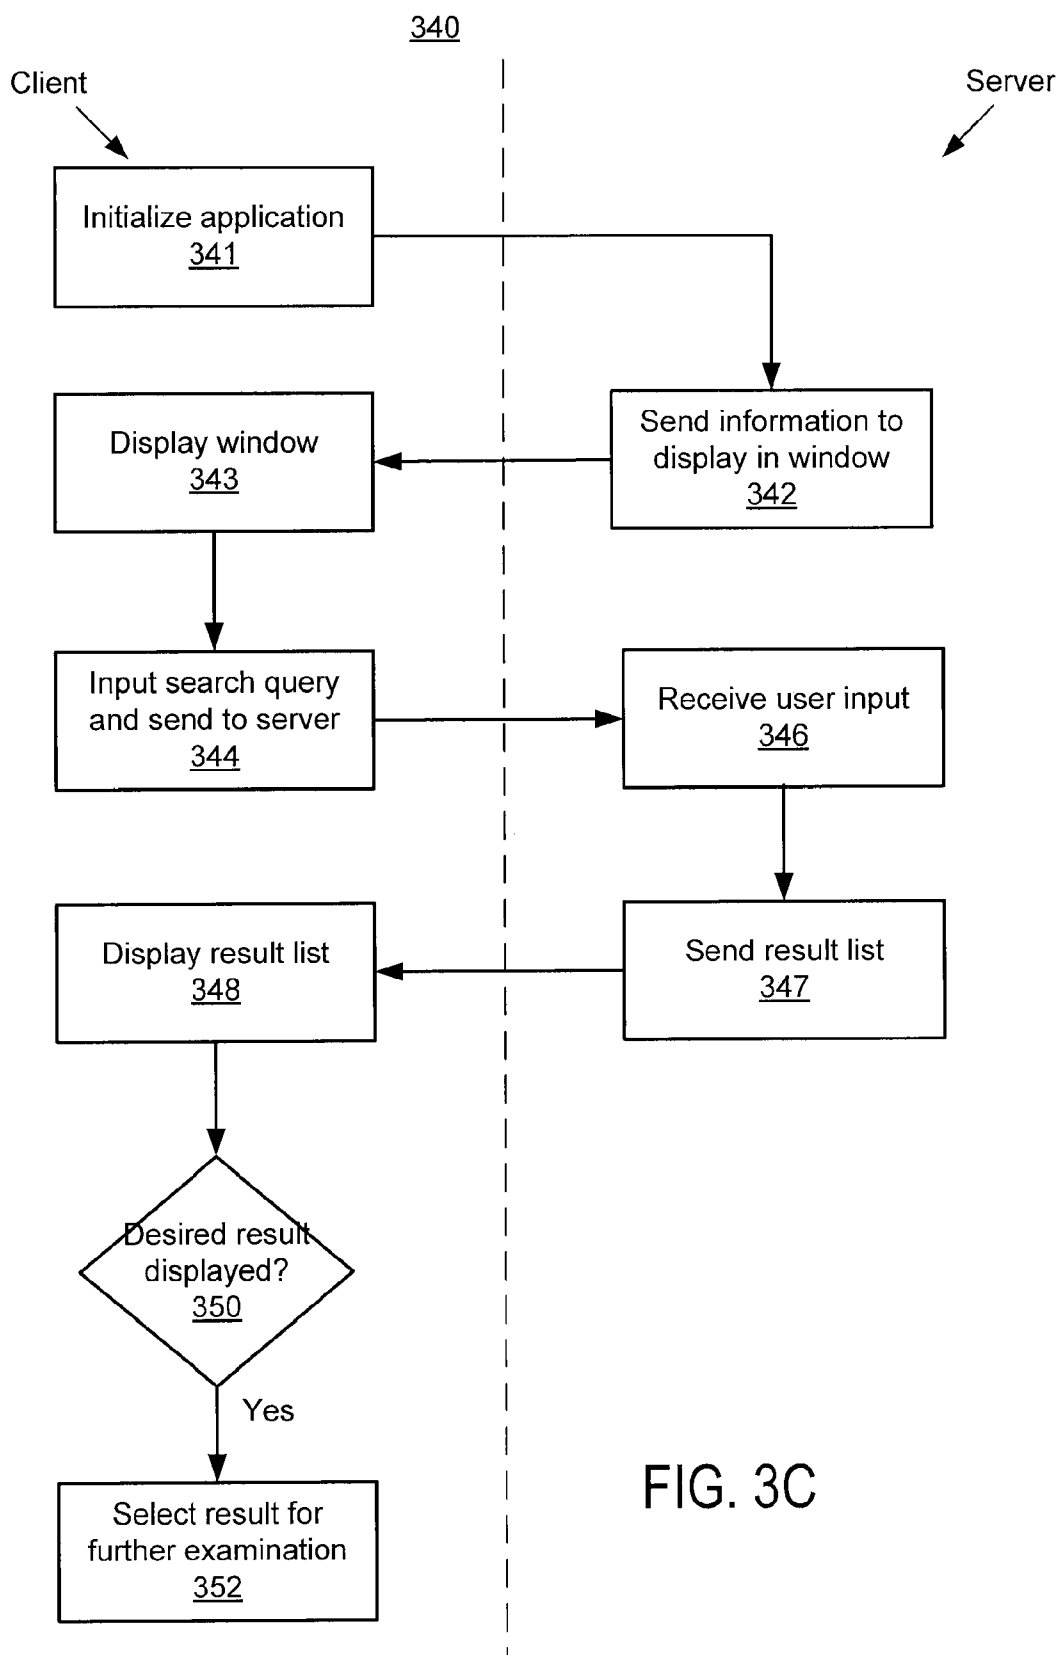 340
Client
Server
Initialize application
341
Send information to
display in window
342
Display window
343
Input search query
and send to server
344
Receive user input
346
Send result list
347
Display result list
348
Desired result
displayed?
350
Yes
Select result for
further examination
352
FIG. 3C